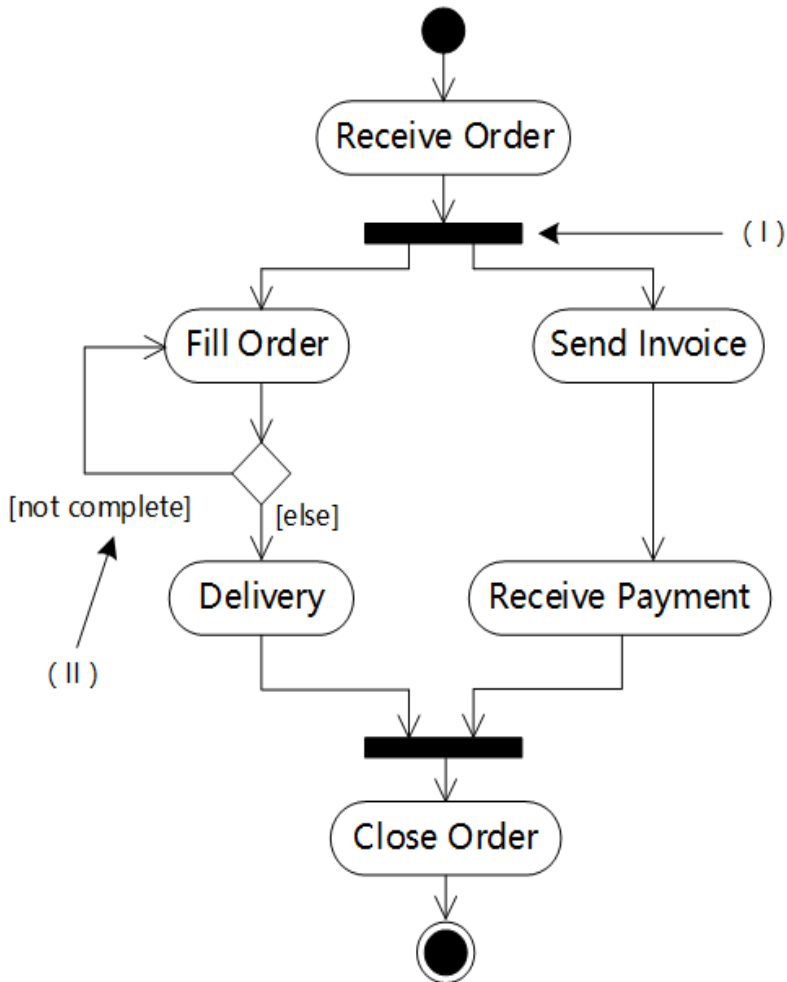 Receive Order
( I )
Fill Order
Send Invoice
[not complete]
[else]
Delivery
Receive Payment
( II )
Close Order